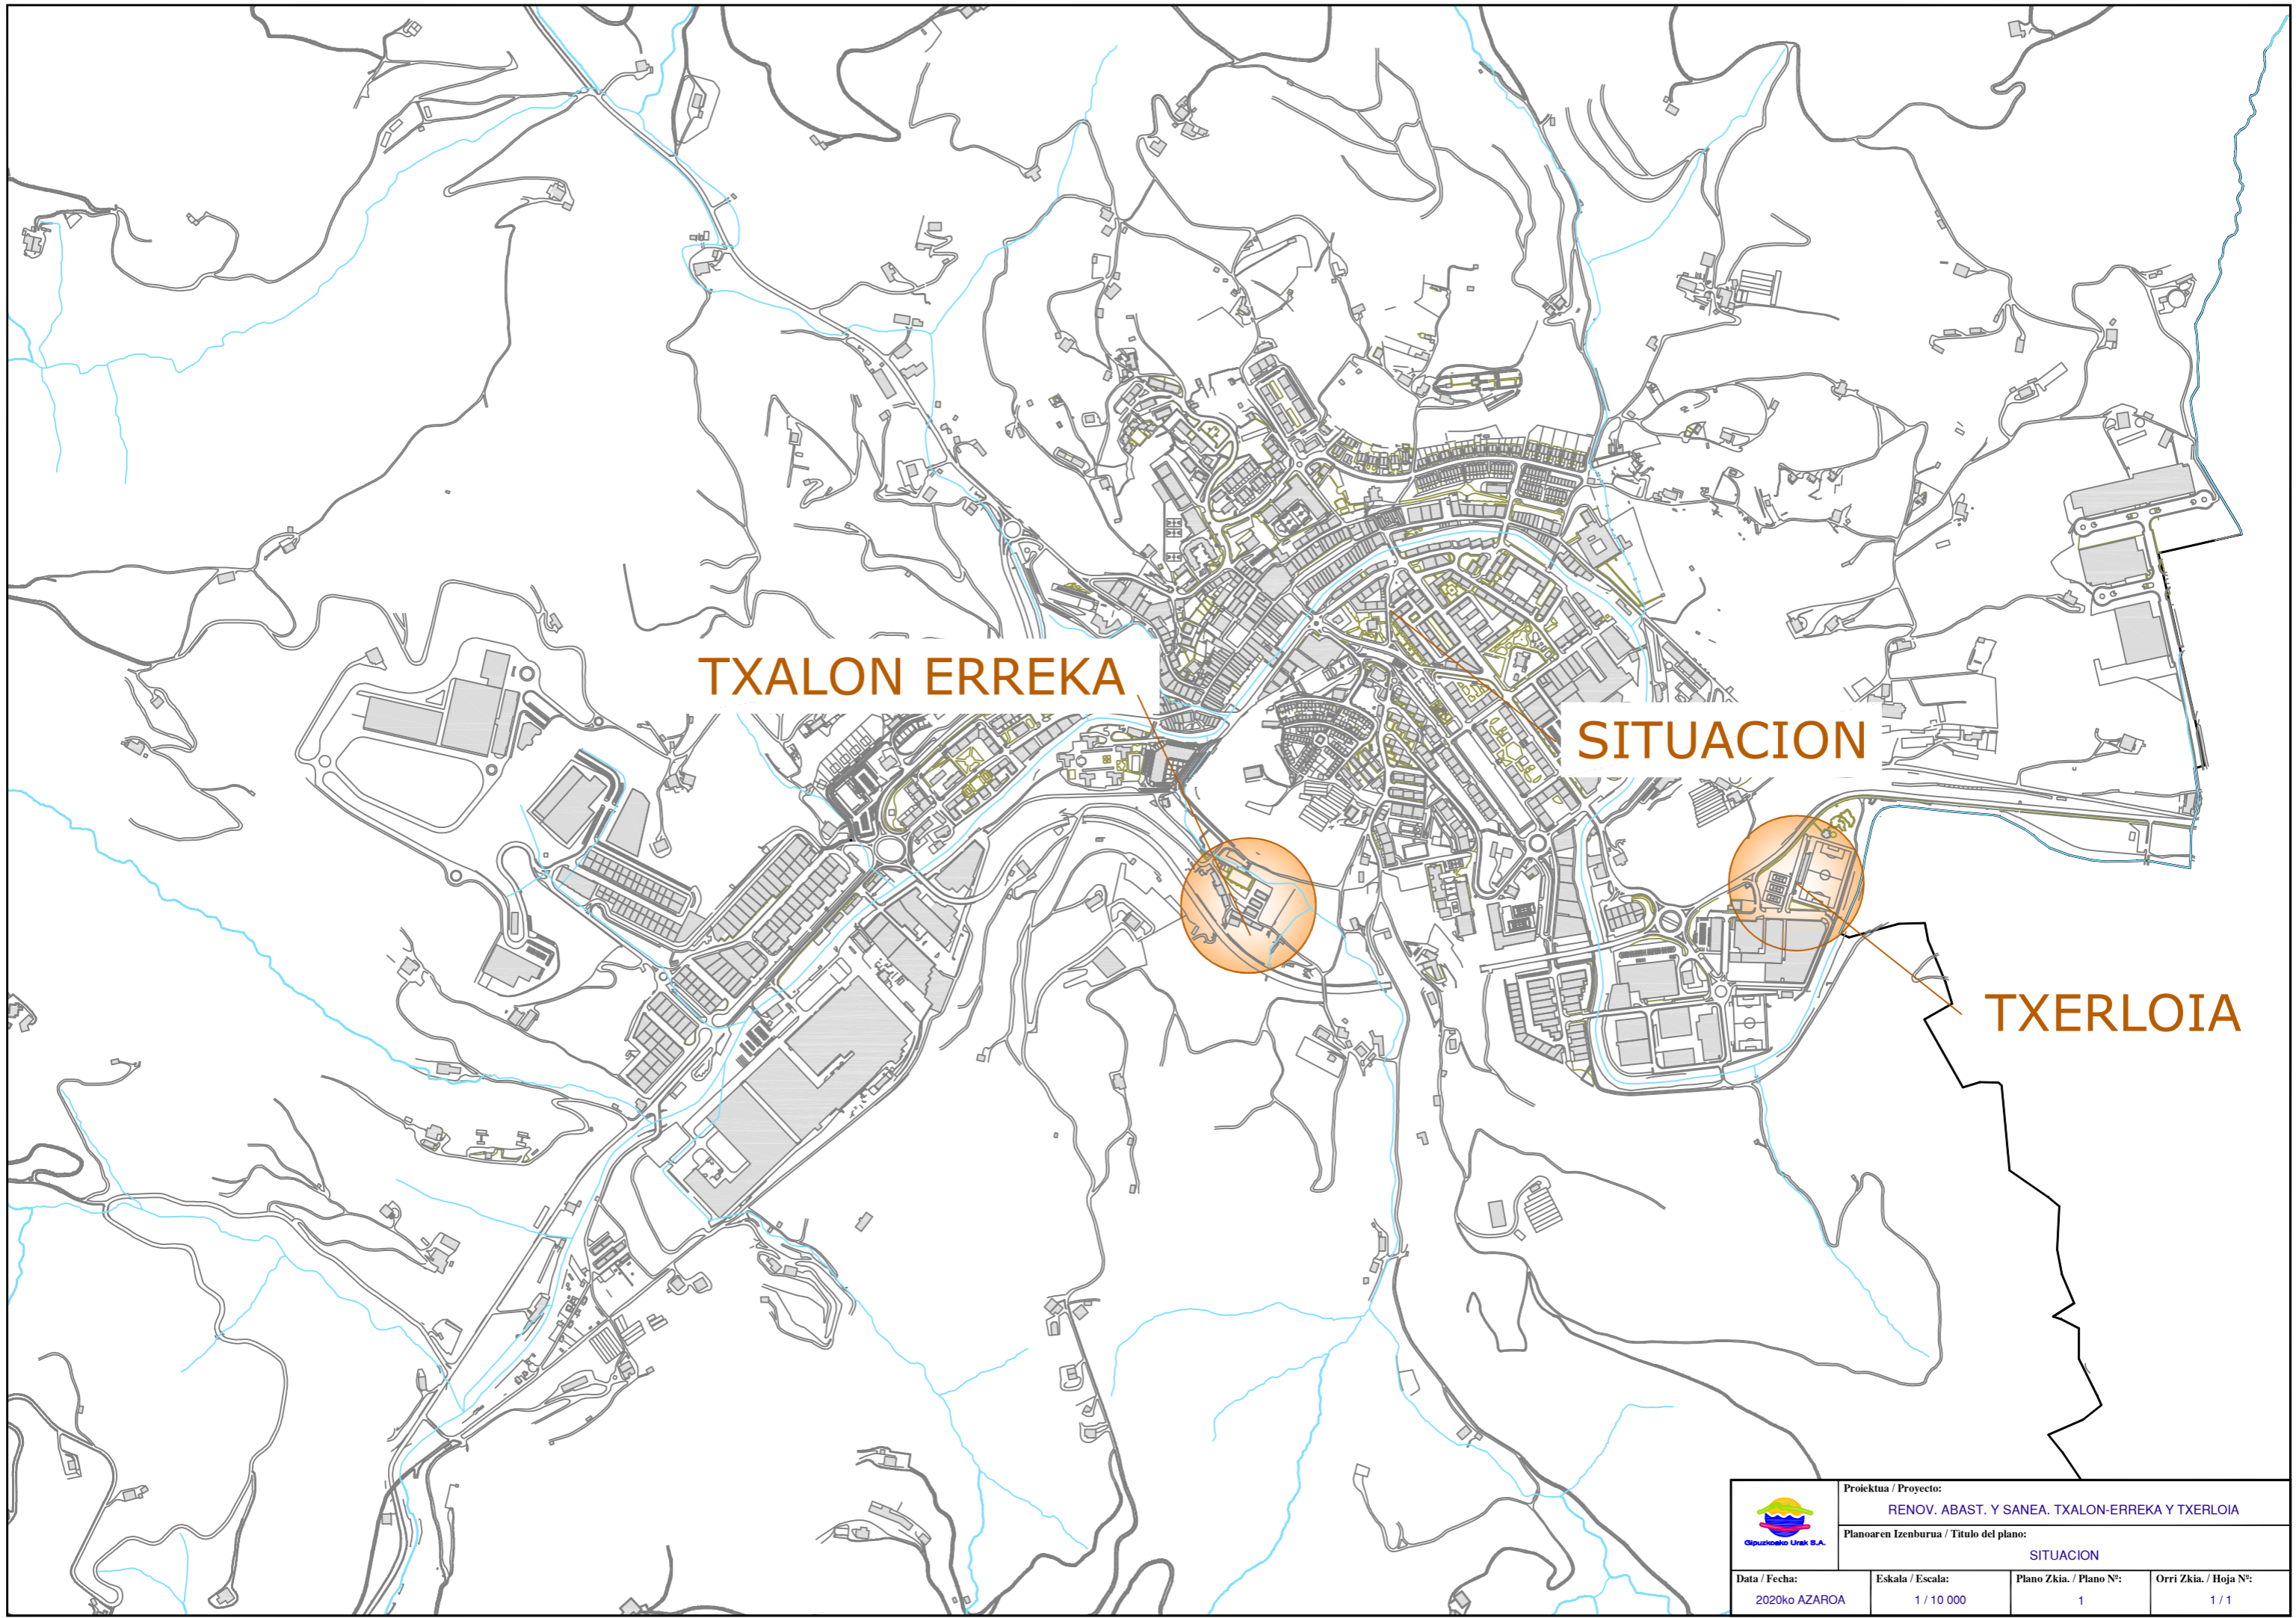 TXALON ERREKA
SITUACION
TXERLOIA
Gipuzkoako Urak S.A.
Proiektua / Proyecto:
RENOV. ABAST. Y SANEA. TXALON-ERREKA Y TXERLOIA
Planoaren Izenburua / Titulo del plano:
SITUACION
Data / Fecha:
2020ko AZAROA
Eskala / Escala:
1 / 10 000
Plano Zkia. / Plano Nº:
1
Orri Zkia. / Hoja Nº:
1 / 1